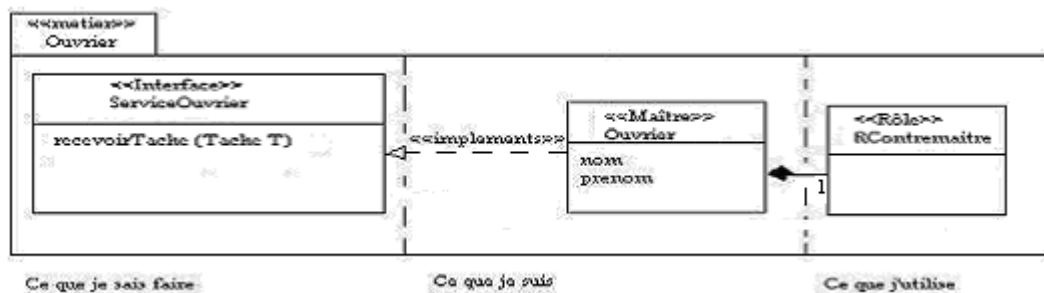 <<metier>>
Ouvrier
<<Interface>>
ServiceOuvrier
recevoirTache (Tache T)
<<implements>>
<<Maître>>
Ouvrier
nom
prenom
1
<<Rôle>>
RContremaitre
Ce que je sais faire
Ce que je suis
Ce que j'utilise